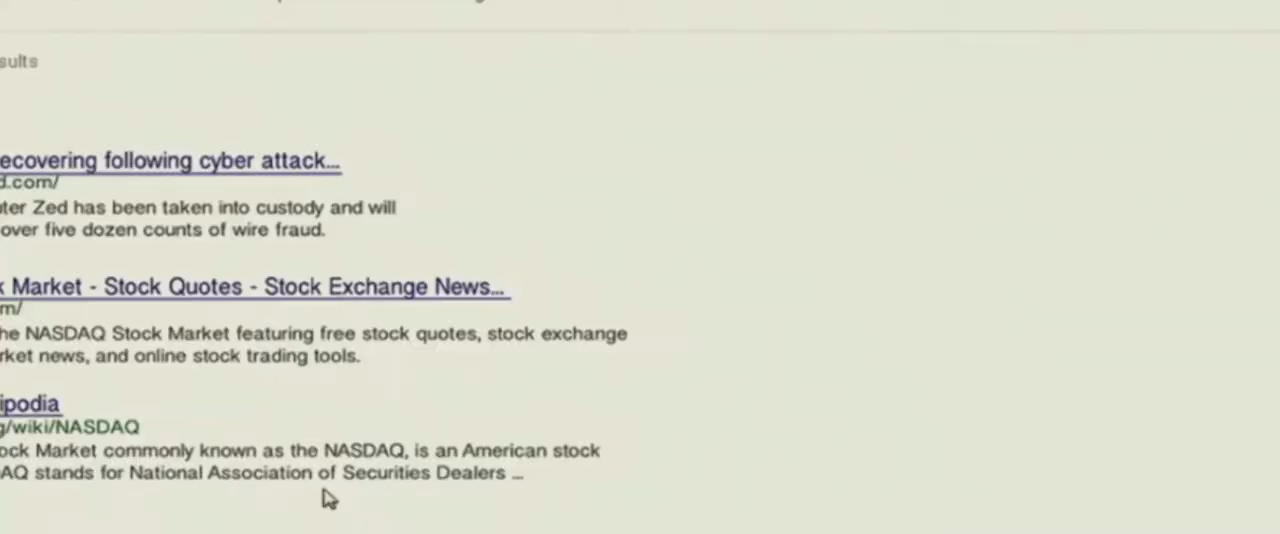 sults
ecovering following cyber attack...
d.com/
ter Zed has been taken into custody and will
over five dozen counts of wire fraud.
k Market - Stock Quotes - Stock Exchange News...
m/
he NASDAQ Stock Market featuring free stock quotes, stock exchange
rket news, and online stock trading tools.
ipodia
g/wiki/NASDAQ
ock Market commonly known as the NASDAQ, is an American stock
AQ stands for National Association of Securities Dealers ...